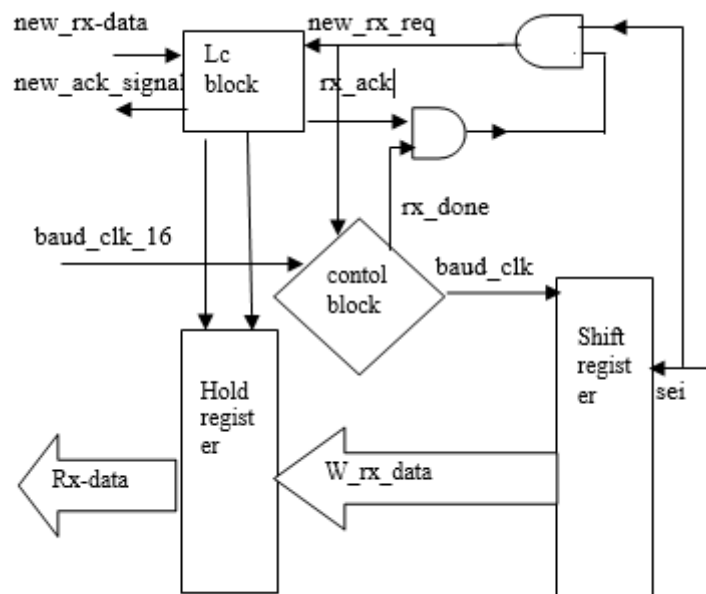 new_rx-data
new_rx_req
Lc
block
new_ack_signal
rx_ack
rx_done
baud_clk_16
contol
block
baud_clk
Shift
regist
er
sei
Hold
regist
er
Rx-data
W_rx_data